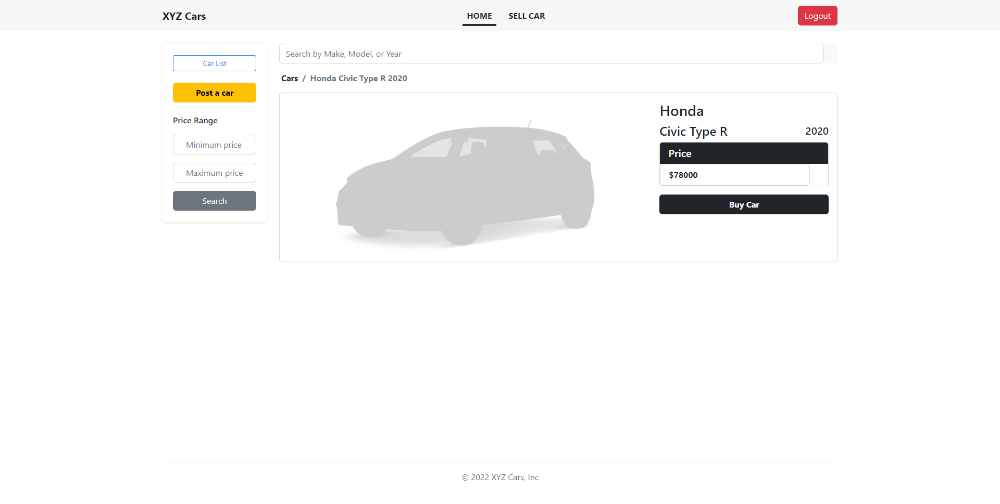 XYZ Cars
HOME
SELL CAR
Logout
Car List
Post a car
Price Range
Minimum price
Maximum price
Search
Search by Make, Model, or Year
Cars / Honda Civic Type R 2020
Honda
Civic Type R
2020
Price
$78000
Buy Car
© 2022 XYZ Cars, Inc